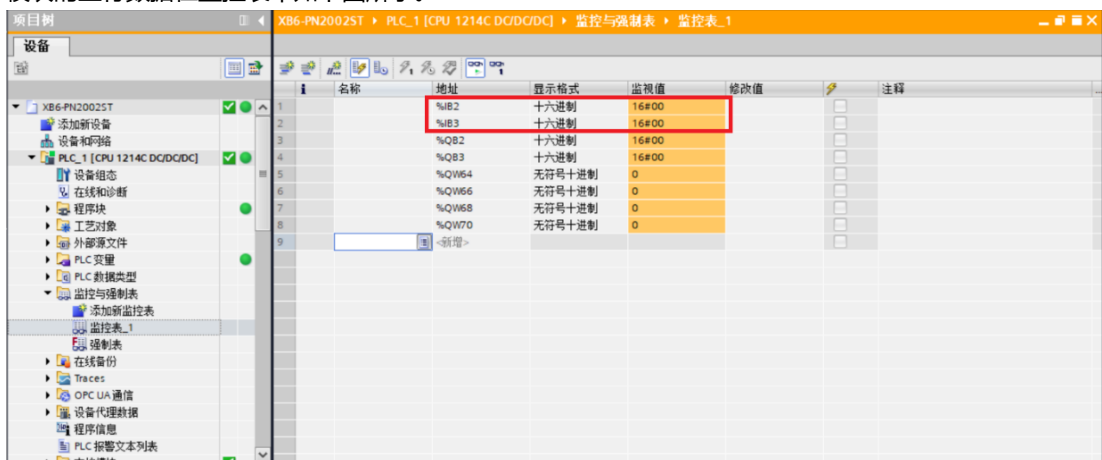 项目树
XB6-PN2002ST ▸ PLC_1 [CPU 1214C DC/DC/DC] ▸ 监控与强制表 ▸ 监控表_1
设备
i 名称 地址 显示格式 监视值 修改值 注释
1 %IB2 十六进制 16#00
2 %IB3 十六进制 16#00
3 %QB2 十六进制 16#00
4 %QB3 十六进制 16#00
5 %QW64 无符号十进制 0
6 %QW66 无符号十进制 0
7 %QW68 无符号十进制 0
8 %QW70 无符号十进制 0
9 <新增>
XB6-PN2002ST
添加新设备
设备和网络
PLC_1 [CPU 1214C DC/DC/DC]
设备组态
在线和诊断
程序块
工艺对象
外部源文件
PLC 变量
PLC 数据类型
监控与强制表
添加新监控表
监控表_1
强制表
在线备份
Traces
OPC UA 通信
设备代理数据
程序信息
PLC 报警文本列表